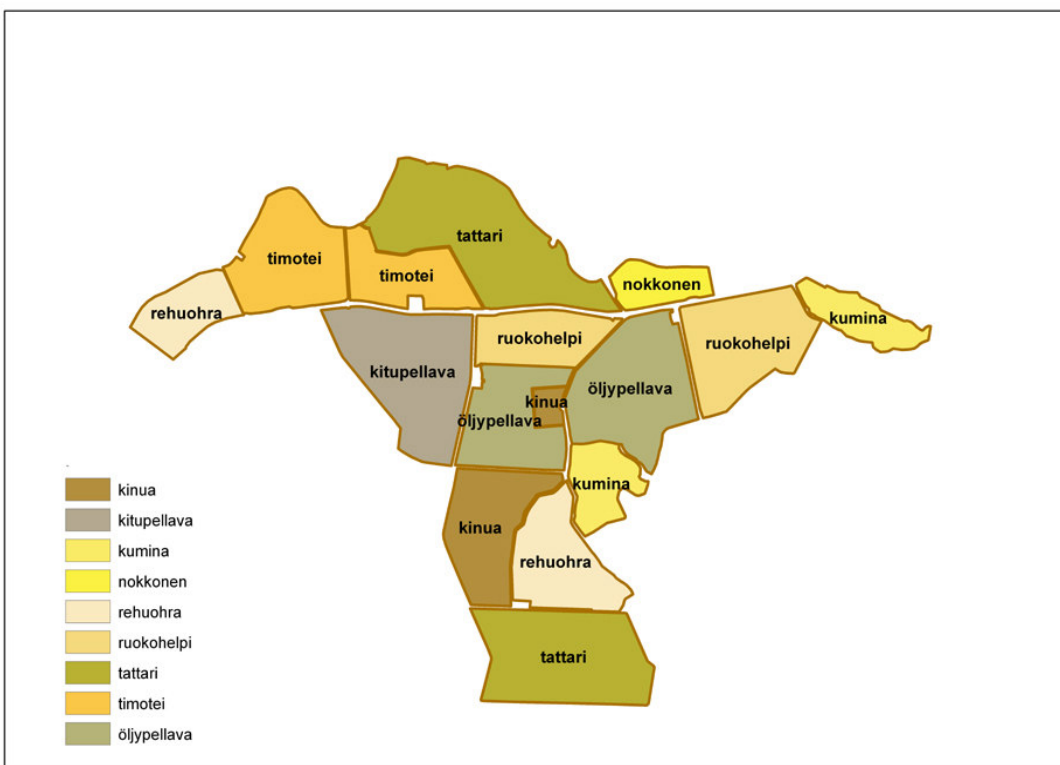 tattari
timotei
timotei
nokkonen
rehuohra
kumina
ruokohelpi
ruokohelpi
kitupellava
öljypellava
kinua
öljypellava
kumina
kinua
rehuohra
tattari
kinua
kitupellava
kumina
nokkonen
rehuohra
ruokohelpi
tattari
timotei
öljypellava